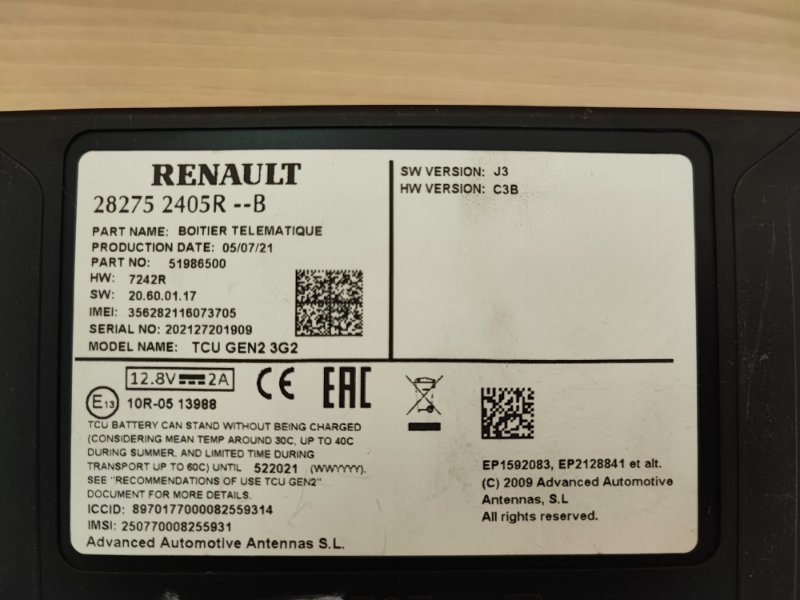 RENAULT
28275 2405R --B
PART NAME: BOITIER TELEMATIQUE
PRODUCTION DATE: 05/07/21
PART NO: 51986500
HW: 7242R
SW: 20.60.01.17
IMEI: 356282116073705
SERIAL NO: 202127201909
MODEL NAME: TCU GEN2 3G2
SW VERSION: J3
HW VERSION: C3B
12.8V 2A
CE EAC
E13 10R-05 13988
TCU BATTERY CAN STAND WITHOUT BEING CHARGED
(CONSIDERING MEAN TEMP AROUND 30C, UP TO 40C
DURING SUMMER, AND LIMITED TIME DURING
TRANSPORT UP TO 60C) UNTIL 522021 (WWYYYY).
SEE "RECOMMENDATIONS OF USE TCU GEN2"
DOCUMENT FOR MORE DETAILS.
ICCID: 8970177000082559314
IMSI: 250770008255931
Advanced Automotive Antennas S.L.
EP1592083, EP2128841 et alt.
(C) 2009 Advanced Automotive
Antennas, S.L
All rights reserved.